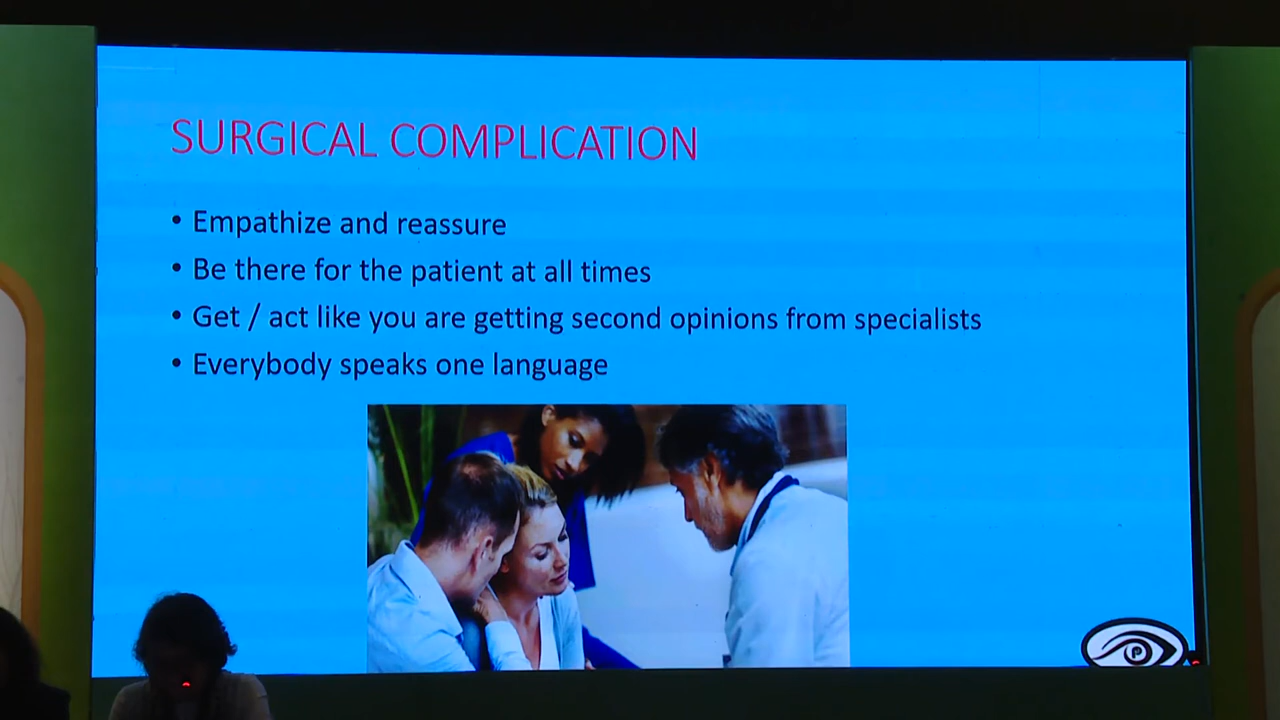 SURGICAL COMPLICATION
• Empathize and reassure
• Be there for the patient at all times
• Get / act like you are getting second opinions from specialists
• Everybody speaks one language